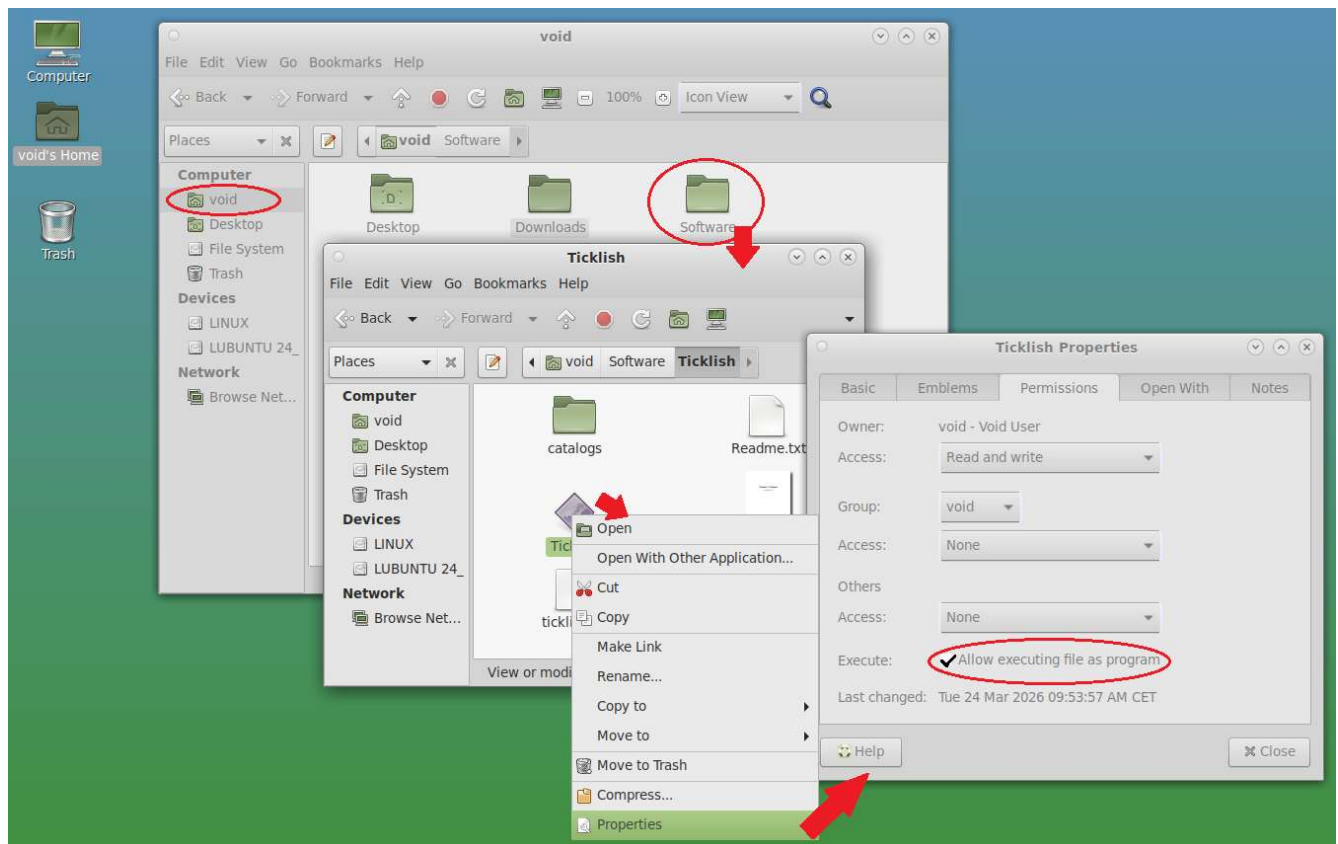 Computer
void's Home
Trash
void
File Edit View Go Bookmarks Help
Back Forward 100% Icon View
Places void Software
Computer
void
Desktop
File System
Trash
Devices
LINUX
LUBUNTU 24_
Network
Browse Net...
D
Desktop Downloads Software
Ticklish
File Edit View Go Bookmarks Help
Back Forward
Places void Software Ticklish
Computer
void
Desktop
File System
Trash
Devices
LINUX
LUBUNTU 24_
Network
Browse Net...
catalogs Readme.txt
View or modi
Open
Open With Other Application...
Cut
Copy
Make Link
Rename...
Copy to
Move to
Move to Trash
Compress...
Properties
Ticklish Properties
Basic Emblems Permissions Open With Notes
Owner: void - Void User
Access: Read and write
Group: void
Access: None
Others
Access: None
Execute: Allow executing file as program
Last changed: Tue 24 Mar 2026 09:53:57 AM CET
Help Close